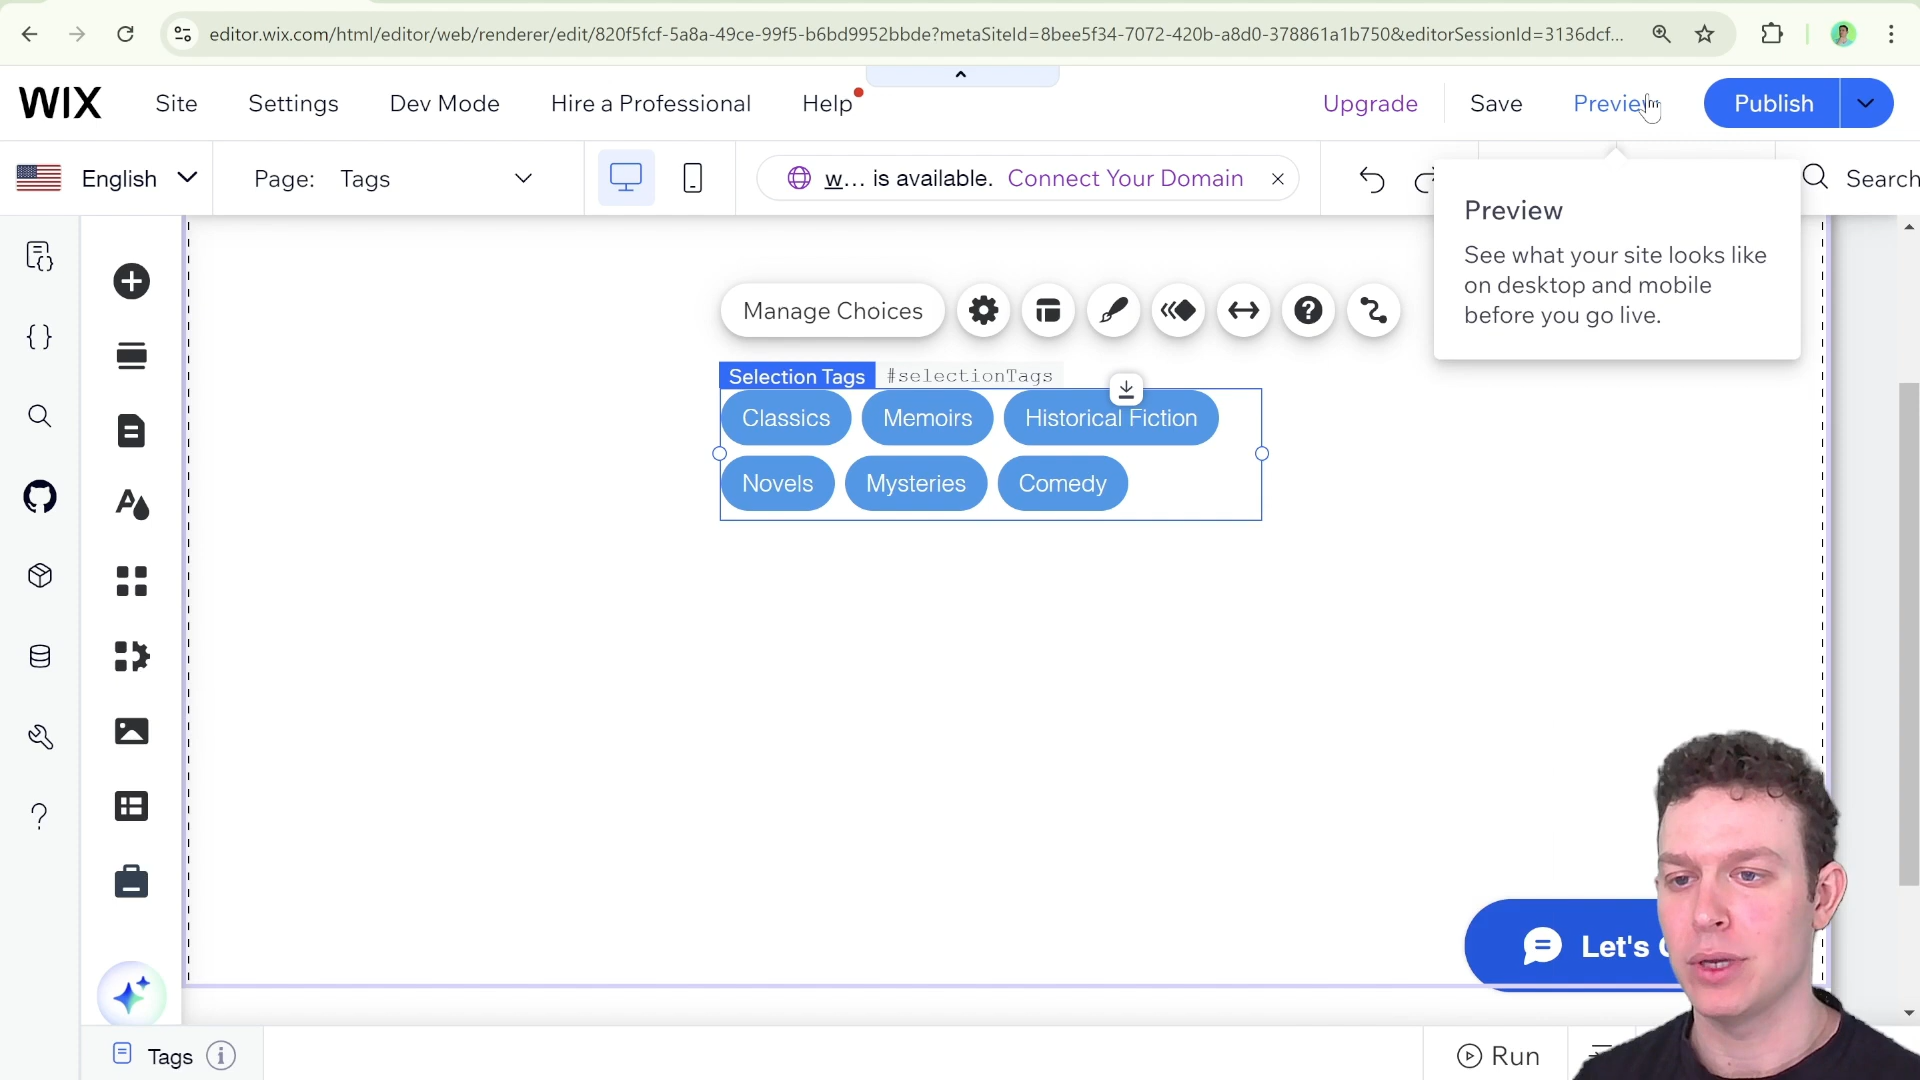 editor.wix.com/html/editor/web/renderer/edit/820f5fcf-5a8a-49ce-99f5-b6bd9952bbde?metaSiteId=8bee5f34-7072-420b-a8d0-378861a1b750&editorSessionId=3136dcf...
WIX Site Settings Dev Mode Hire a Professional Help Upgrade Save Preview Publish
English Page: Tags w... is available. Connect Your Domain Search
Preview
See what your site looks like
on desktop and mobile
before you go live.
Manage Choices
Selection Tags #selectionTags
Classics Memoirs Historical Fiction
Novels Mysteries Comedy
Let's
Tags Run